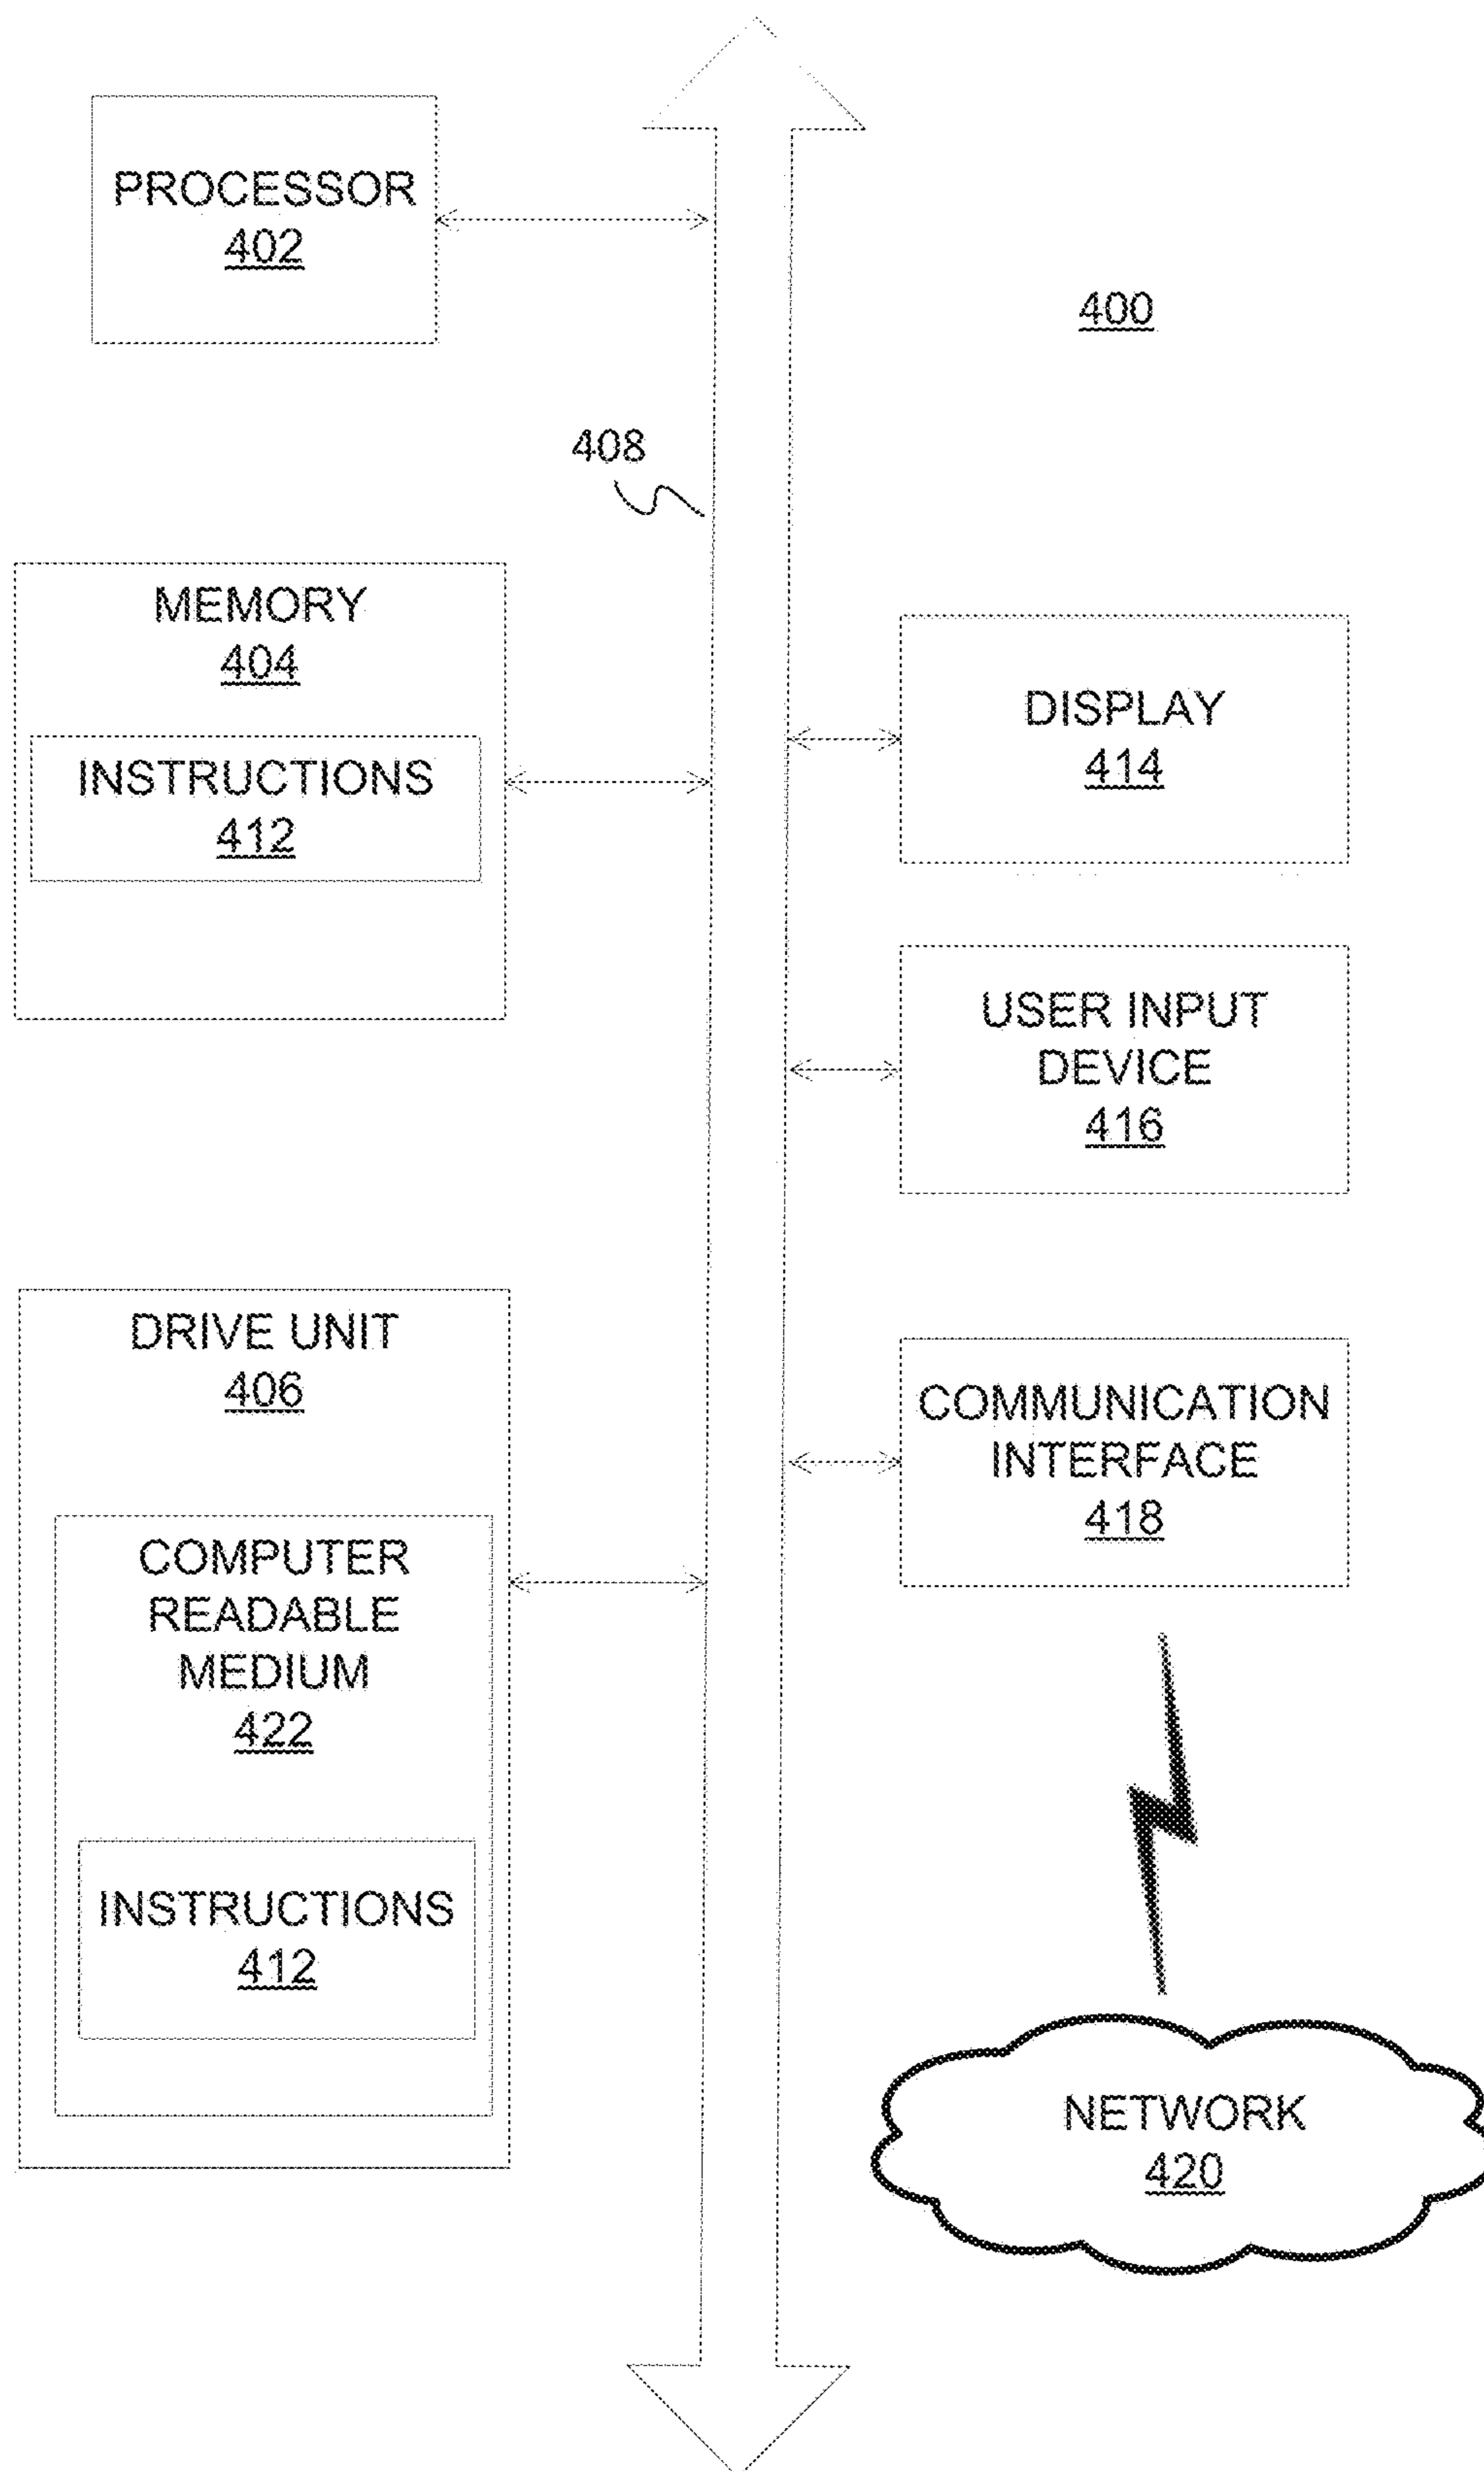 PROCESSOR
402
400
408
MEMORY
404
INSTRUCTIONS
412
DISPLAY
414
USER INPUT
DEVICE
416
DRIVE UNIT
406
COMPUTER
READABLE
MEDIUM
422
INSTRUCTIONS
412
COMMUNICATION
INTERFACE
418
NETWORK
420